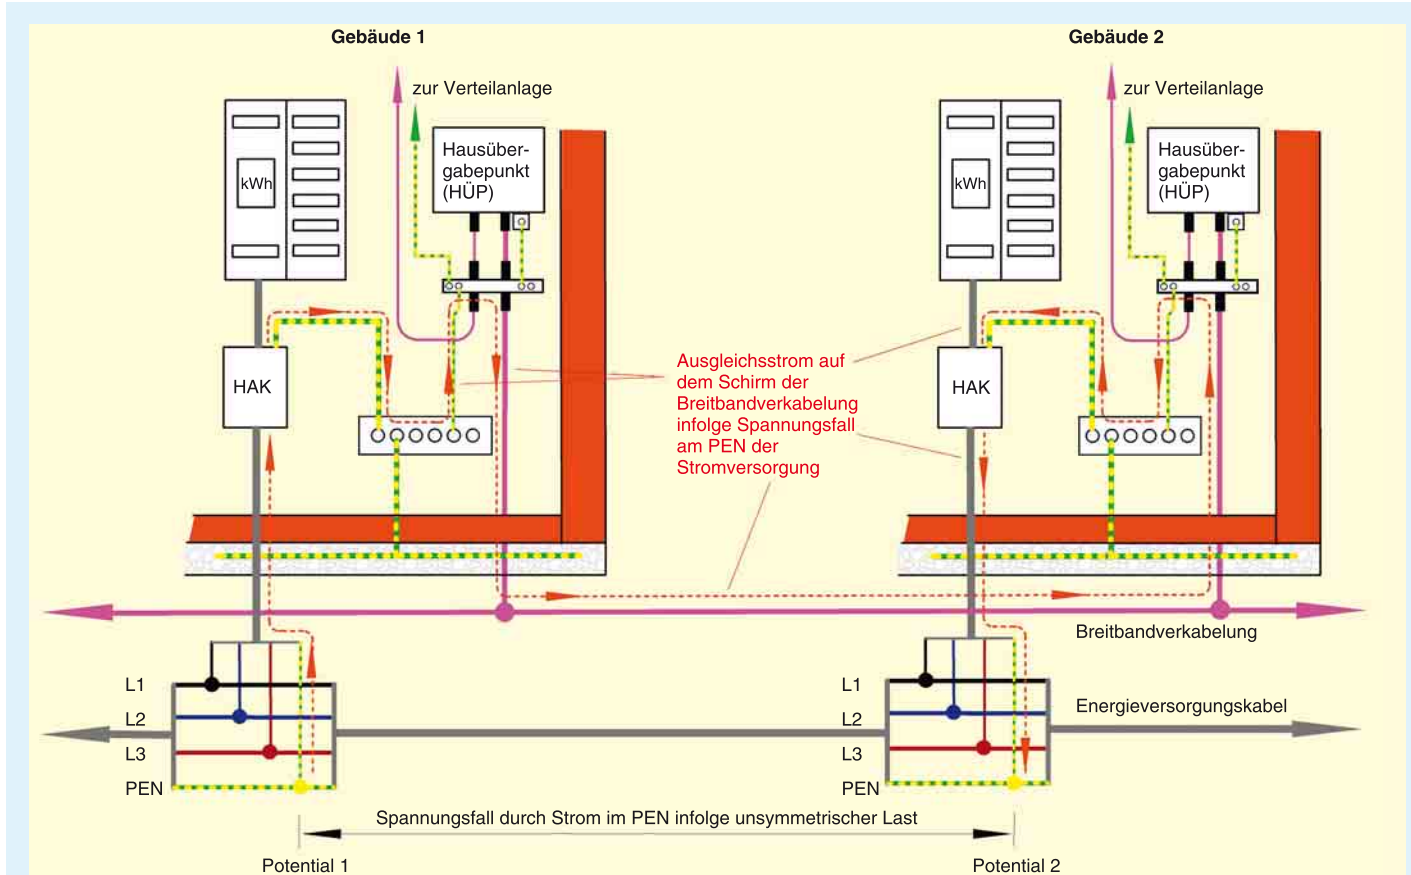 Gebäude 1
Gebäude 2
zur Verteilanlage
zur Verteilanlage
Hausüber-
gabepunkt
(HÜP)
Hausüber-
gabepunkt
(HÜP)
kWh
kWh
HAK
HAK
Ausgleichsstrom auf
dem Schirm der
Breitbandverkabelung
infolge Spannungsfall
am PEN der
Stromversorgung
Breitbandverkabelung
L1
L2
L3
PEN
L1
L2
L3
PEN
Energieversorgungskabel
Spannungsfall durch Strom im PEN infolge unsymmetrischer Last
Potential 1
Potential 2